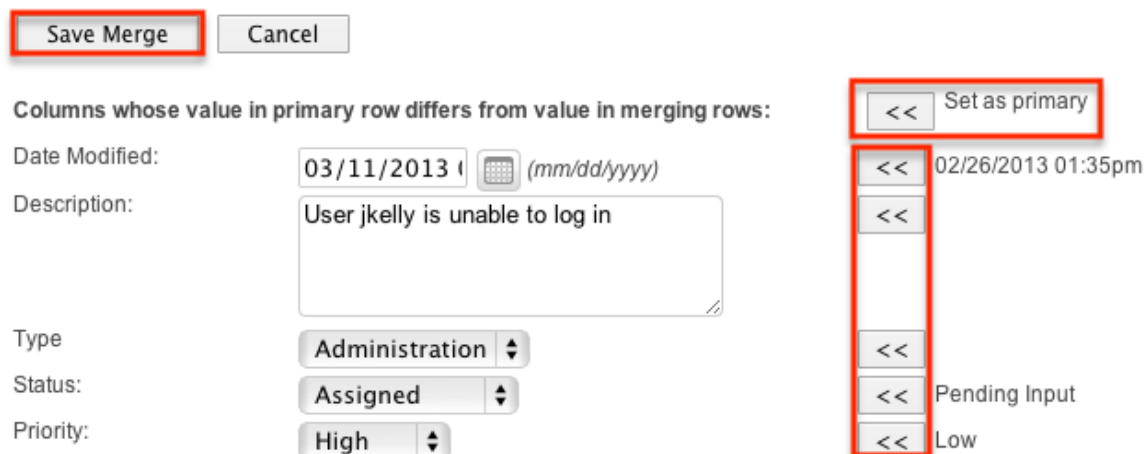 Save Merge Cancel
Columns whose value in primary row differs from value in merging rows: << Set as primary
Date Modified: 03/11/2013 (mm/dd/yyyy) << 02/26/2013 01:35pm
Description: User jkelly is unable to log in <<
Type Administration <<
Status: Assigned << Pending Input
Priority: High << Low